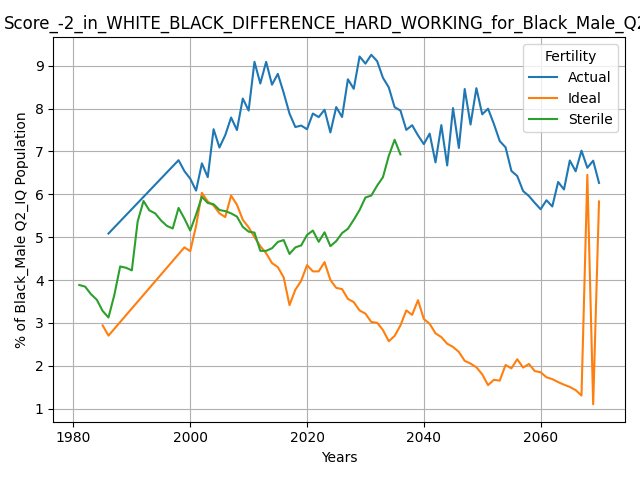 Score_-2_in_WHITE_BLACK_DIFFERENCE_HARD_WORKING_for_Black_Male_Q2
Fertility
Actual
Ideal
Sterile
% of Black_Male Q2_IQ Population
9
8
7
6
5
4
3
2
1
1980
2000
2020
2040
2060
Years